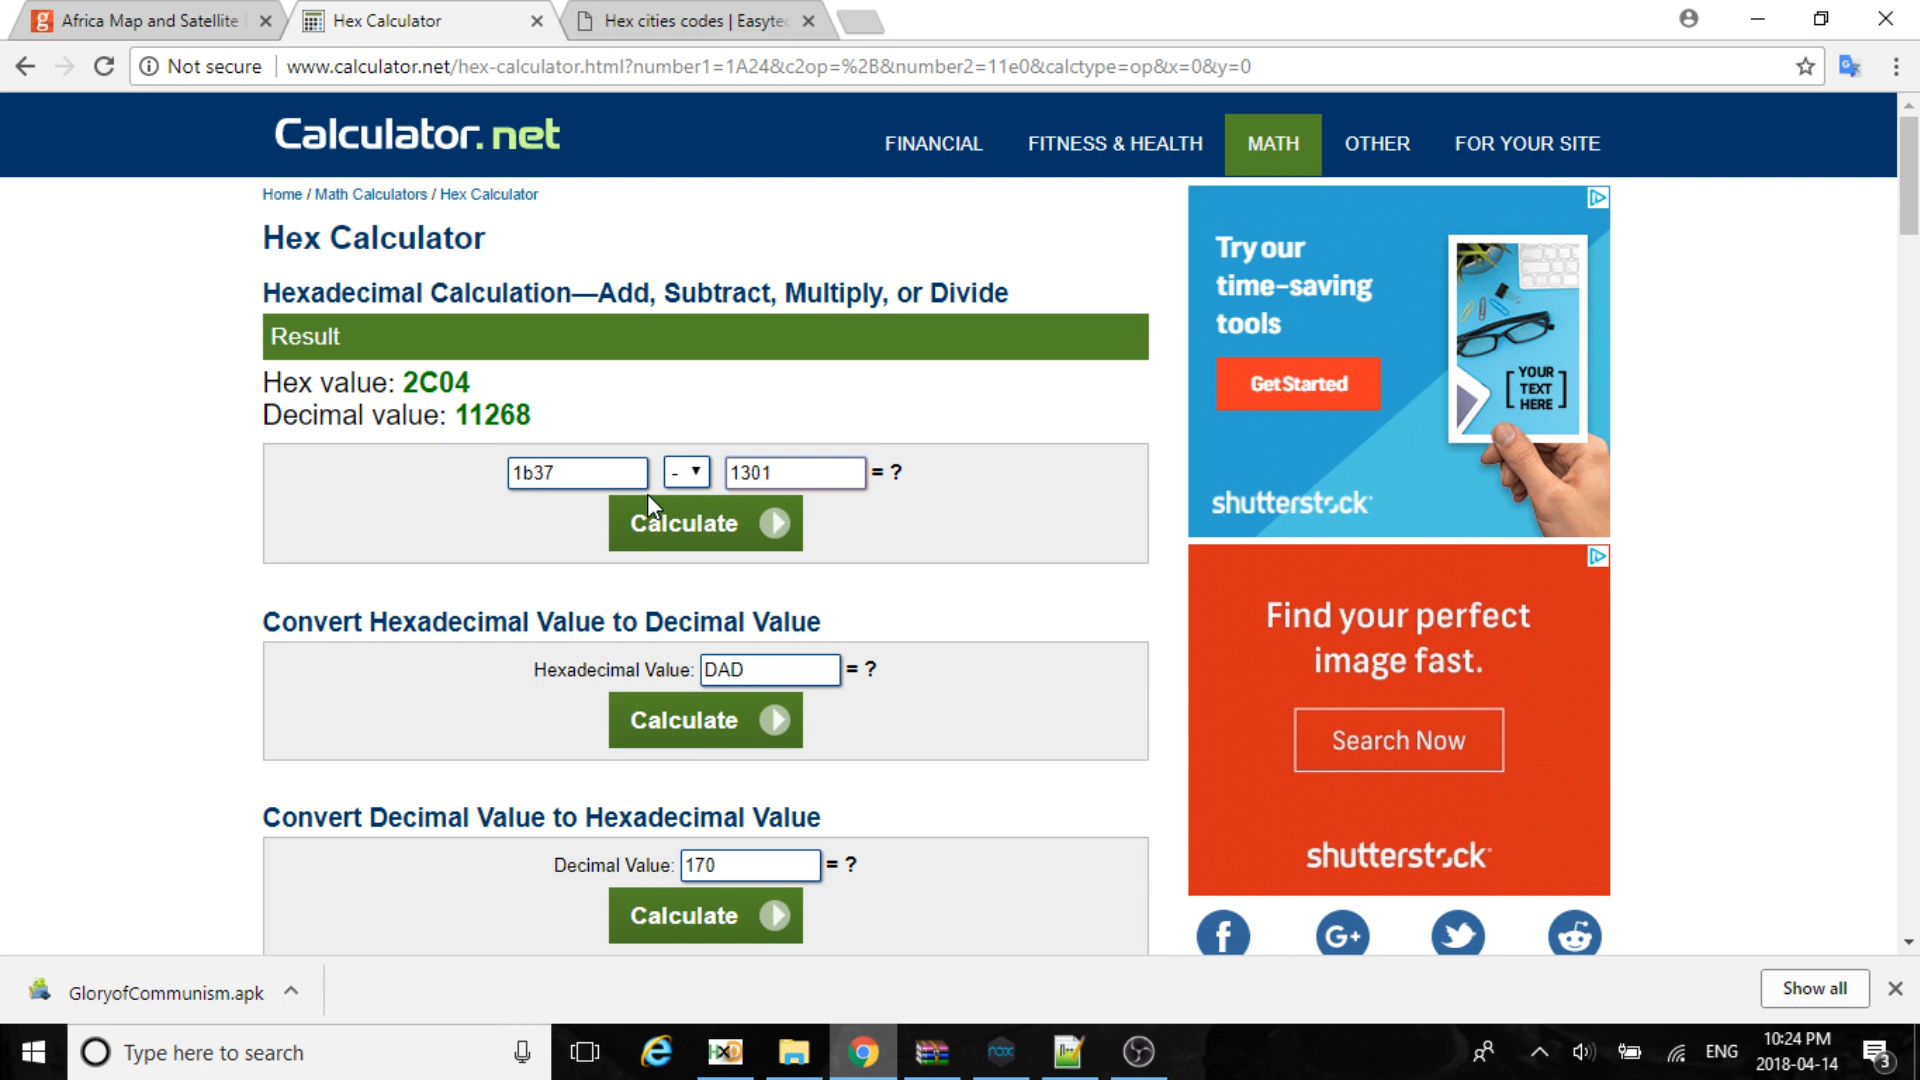 Africa Map and Satellite
Hex Calculator
Hex cities codes | Easytec
Not secure
www.calculator.net/hex-calculator.html?number1=1A24&c2op=%2B&number2=11e0&calctype=op&x=0&y=0
Calculator.net
FINANCIAL
FITNESS & HEALTH
MATH
OTHER
FOR YOUR SITE
Home / Math Calculators / Hex Calculator
Hex Calculator
Hexadecimal Calculation—Add, Subtract, Multiply, or Divide
Result
Hex value: 2C04
Decimal value: 11268
1b37 - 1301 = ?
Calculate
Convert Hexadecimal Value to Decimal Value
Hexadecimal Value: DAD = ?
Calculate
Convert Decimal Value to Hexadecimal Value
Decimal Value: 170 = ?
Calculate
Try our
time-saving
tools
Get Started
YOUR
TEXT
HERE
shutterstock
Find your perfect
image fast.
Search Now
shutterstock
GloryofCommunism.apk
Show all
Type here to search
ENG
10:24 PM
2018-04-14
3